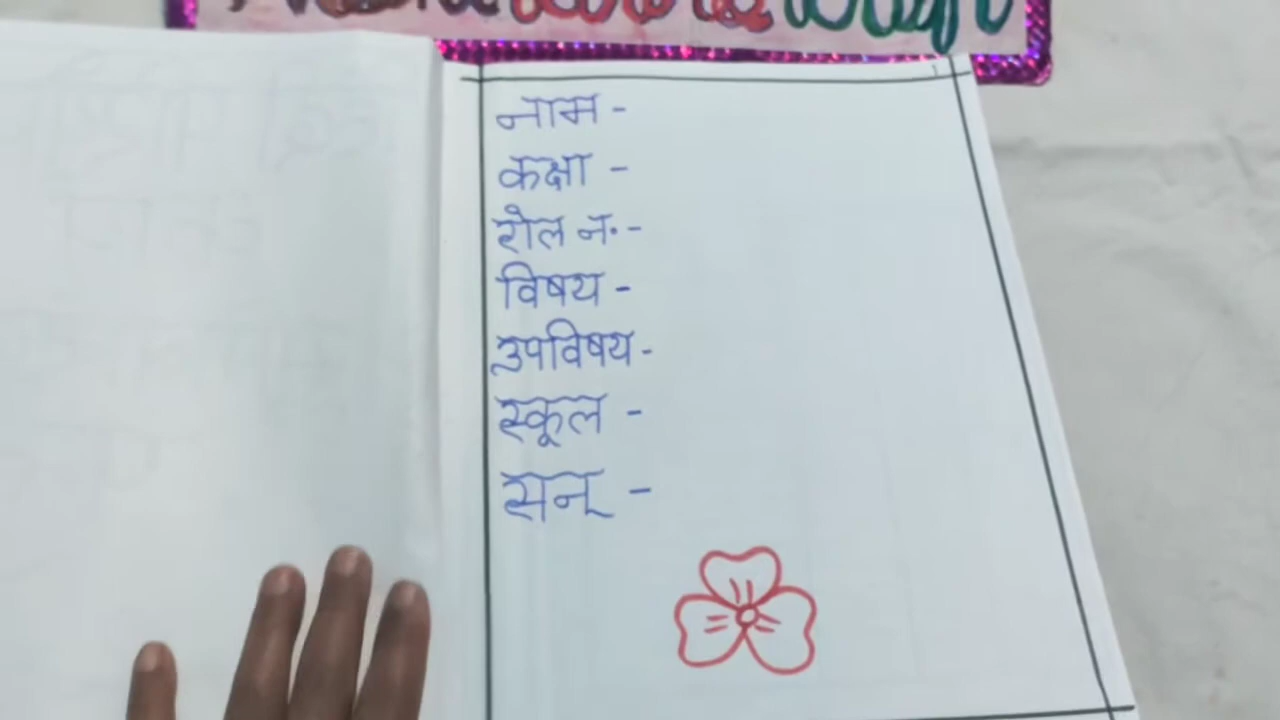 नाम -
कक्षा -
रोल न॰ -
विषय -
उपविषय -
स्कूल -
सन् -